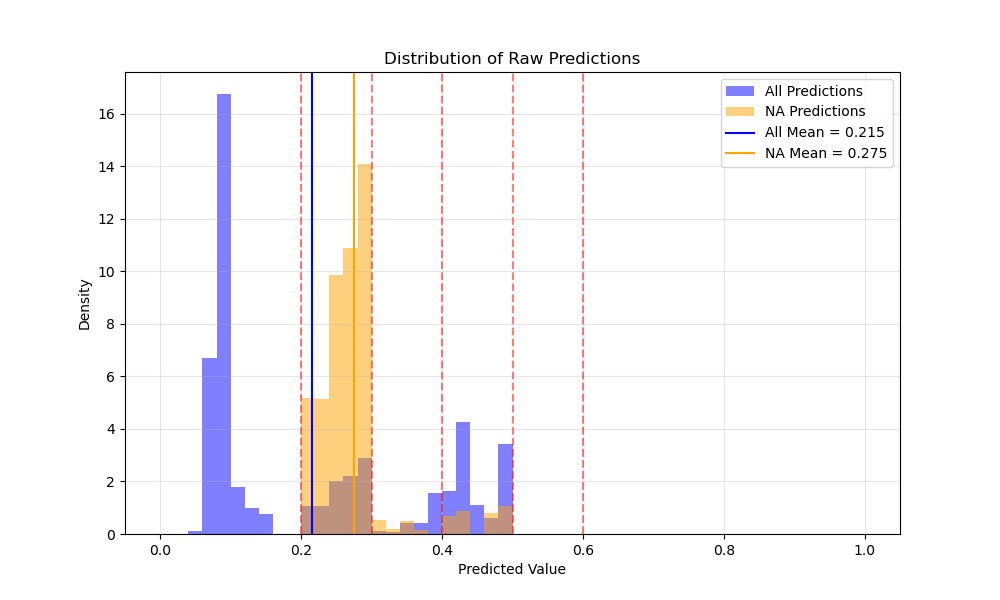 Distribution of Raw Predictions
All Predictions
NA Predictions
All Mean = 0.215
NA Mean = 0.275
16
14
12
10
8
6
4
2
0
Density
0.0 0.2 0.4 0.6 0.8 1.0
Predicted Value